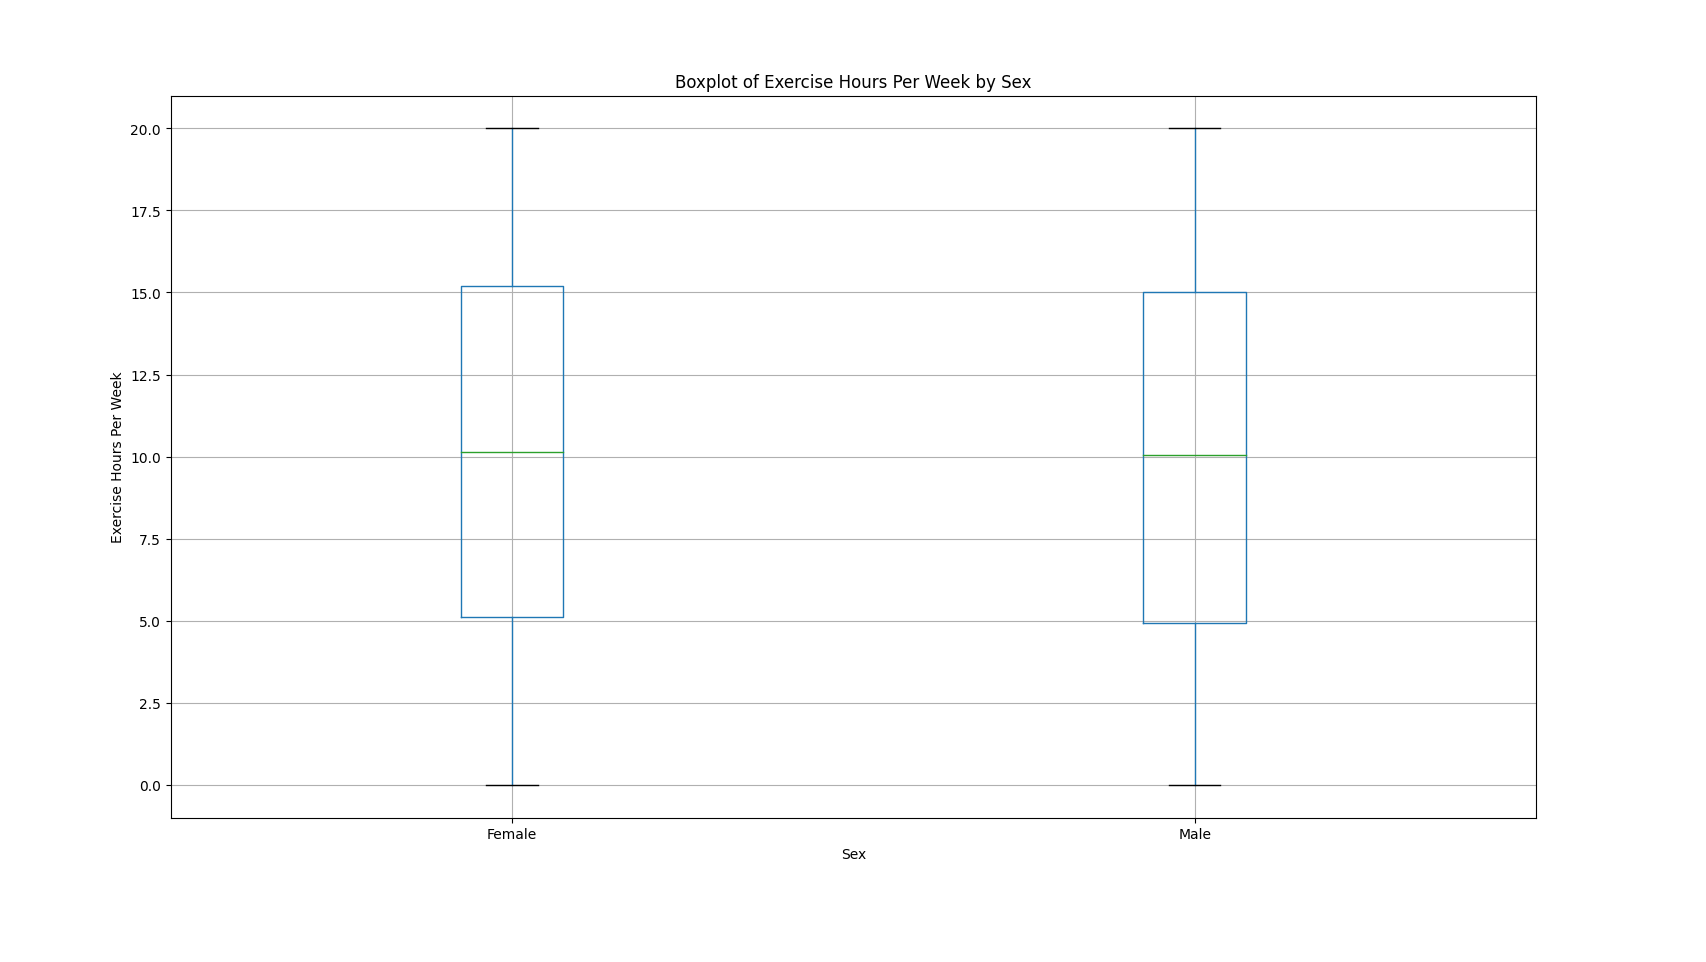 Boxplot of Exercise Hours Per Week by Sex
Exercise Hours Per Week
20.0
17.5
15.0
12.5
10.0
7.5
5.0
2.5
0.0
Female Male
Sex